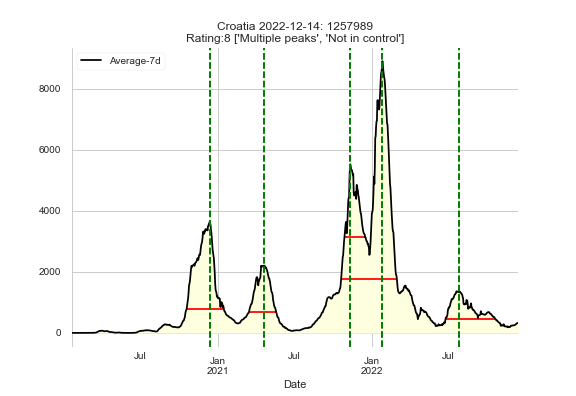 Croatia 2022-12-14: 1257989
Rating:8 ['Multiple peaks', 'Not in control']
Average-7d
8000
6000
4000
2000
0
Jul
Jan
2021
Jul
Jan
2022
Jul
Date